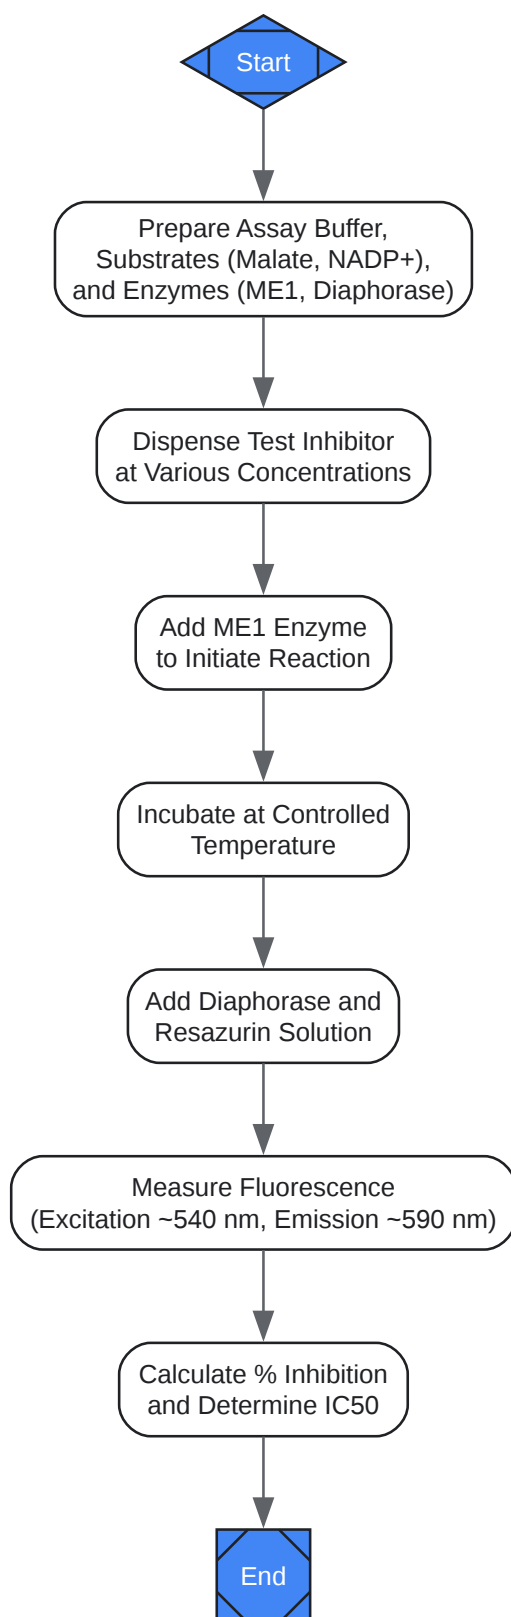 Start
Prepare Assay Buffer,
Substrates (Malate, NADP+),
and Enzymes (ME1, Diaphorase)
Dispense Test Inhibitor
at Various Concentrations
Add ME1 Enzyme
to Initiate Reaction
Incubate at Controlled
Temperature
Add Diaphorase and
Resazurin Solution
Measure Fluorescence
(Excitation ~540 nm, Emission ~590 nm)
Calculate % Inhibition
and Determine IC50
End